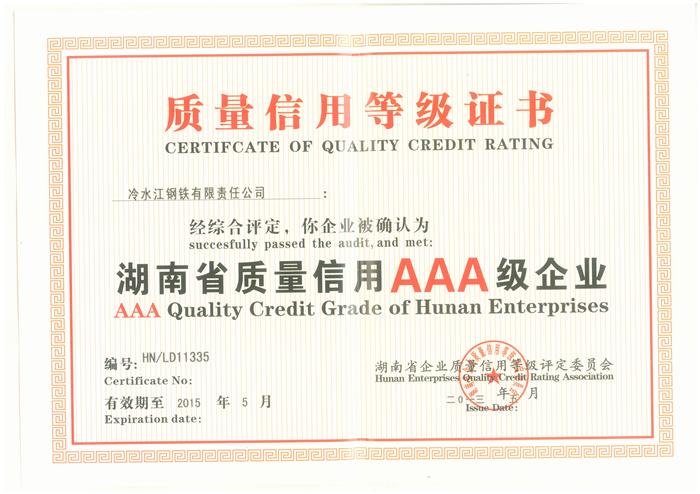 质量信用等级证书
CERTIFCATE OF QUALITY CREDIT RATING
冷水江钢铁有限责任公司 :
经综合评定，你企业被确认为
succesfully passed the audit, and met:
湖南省质量信用AAA级企业
AAA Quality Credit Grade of Hunan Enterprises
编号: HN/LD11335
Certificate No:
有效期至 2015 年 5 月
Expiration date:
湖南省企业质量信用等级评定委员会
Hunan Enterprises Quality Credit Rating Association
二0一三 年 月
Issue Date: